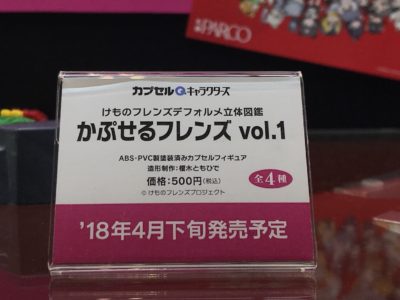 PARCO
カプセルQキャラクターズ
けものフレンズデフォルメ立体図鑑
かぷせるフレンズ vol.1
ABS・PVC製塗装済みカプセルフィギュア
造形制作:榎木ともひで
価格:500円(税込)
全4種
© けものフレンズプロジェクト
'18年4月下旬発売予定